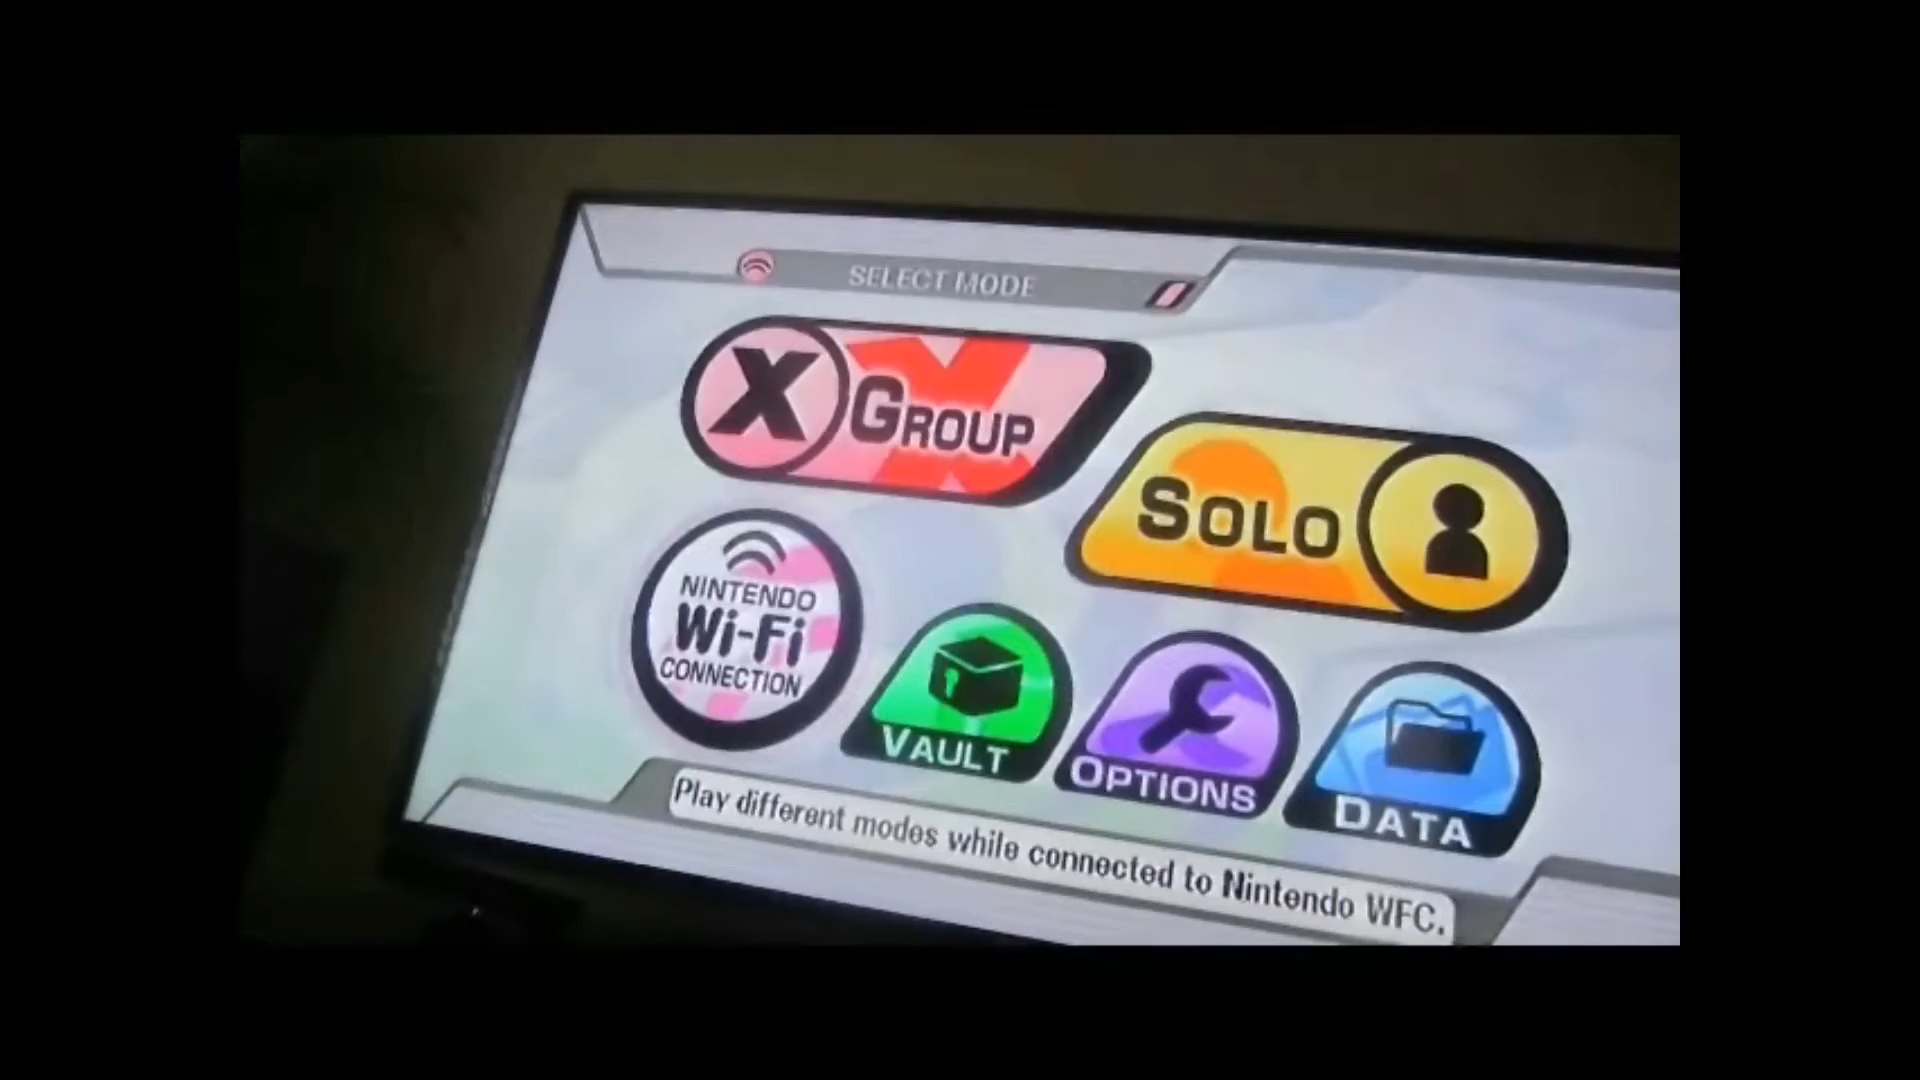 SELECT MODE
X GROUP
SOLO
NINTENDO
Wi-Fi
CONNECTION
VAULT
OPTIONS
DATA
Play different modes while connected to Nintendo WFC.